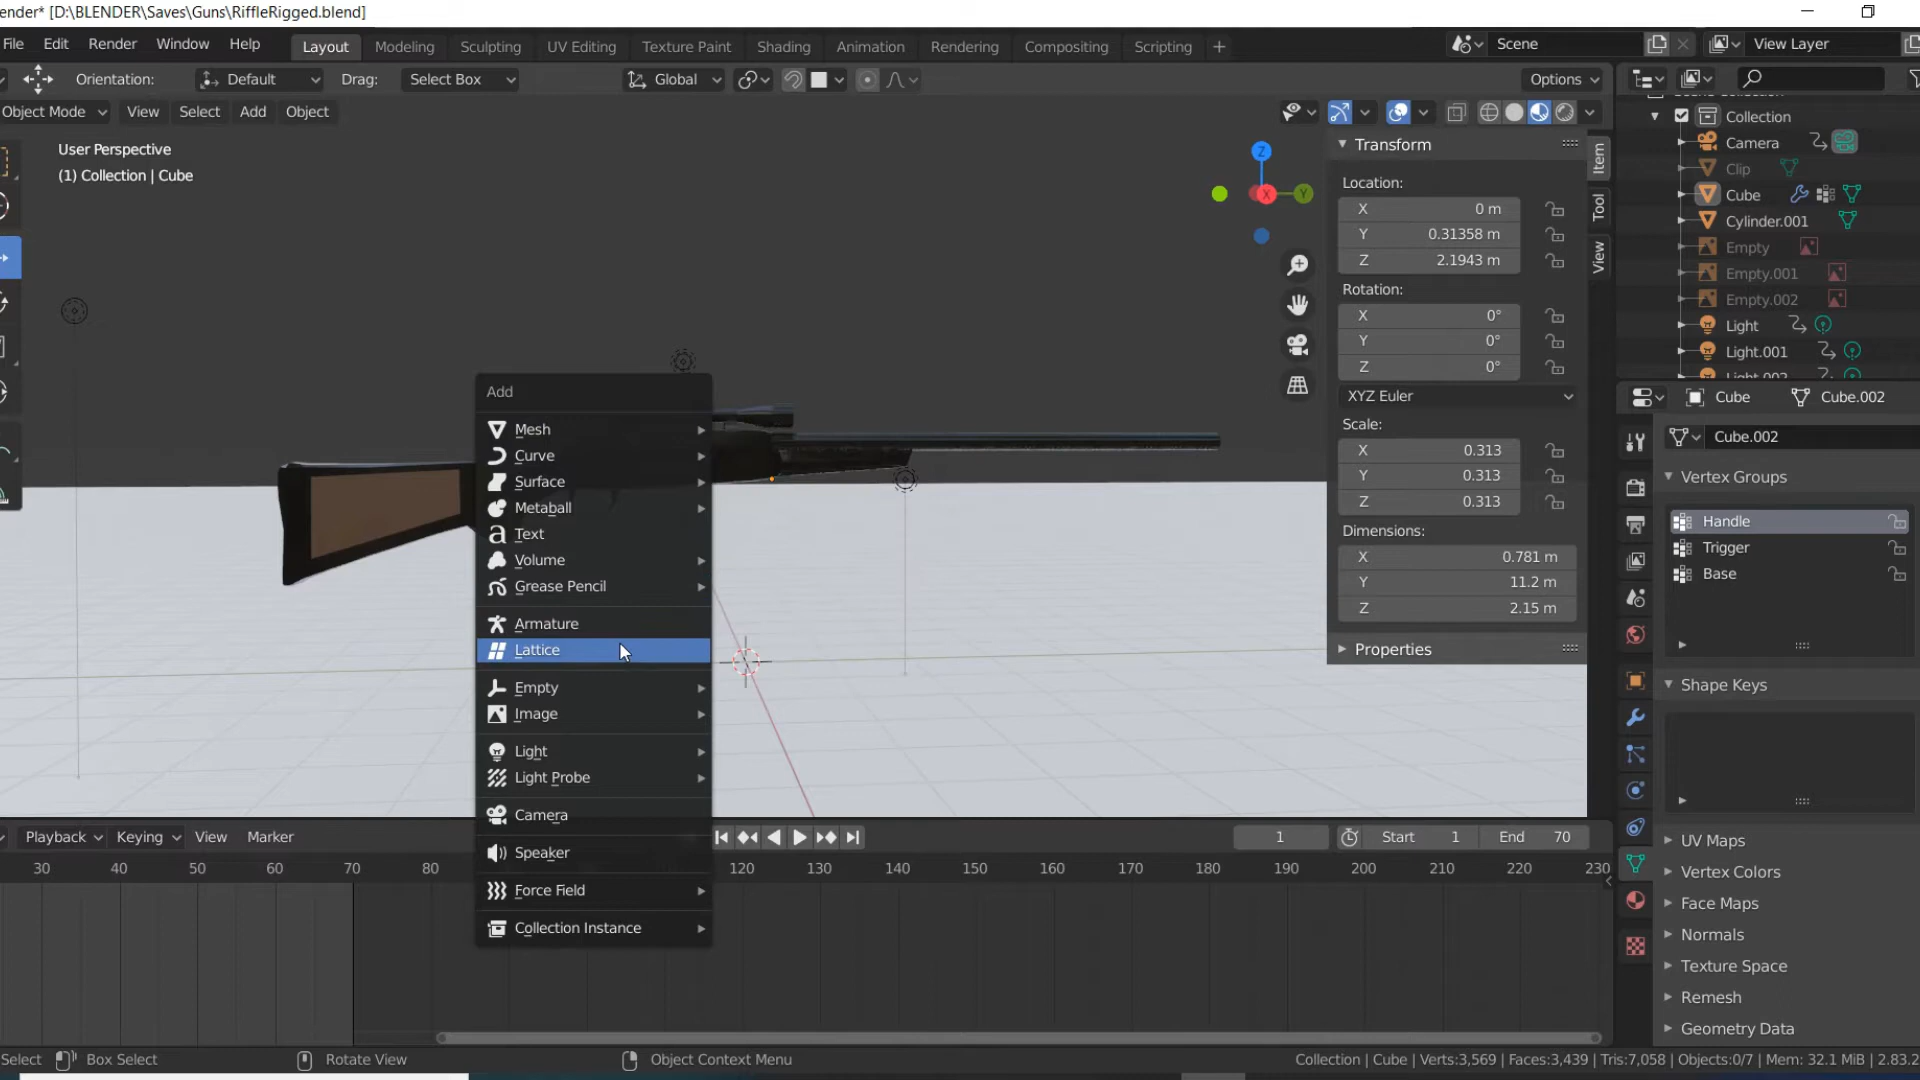 ender* [D:\BLENDER\Saves\Guns\RiffleRigged.blend]
File Edit Render Window Help Layout Modeling Sculpting UV Editing Texture Paint Shading Animation Rendering Compositing Scripting + Scene View Layer
Orientation: Default Drag: Select Box Global Options
Object Mode View Select Add Object
User Perspective
(1) Collection | Cube
Z
X
Y
Add
Mesh
Curve
Surface
Metaball
Text
Volume
Grease Pencil
Armature
Lattice
Empty
Image
Light
Light Probe
Camera
Speaker
Force Field
Collection Instance
Transform
Location:
X 0 m
Y 0.31358 m
Z 2.1943 m
Rotation:
X 0°
Y 0°
Z 0°
XYZ Euler
Scale:
X 0.313
Y 0.313
Z 0.313
Dimensions:
X 0.781 m
Y 11.2 m
Z 2.15 m
Properties
Item
Tool
View
Collection
Camera
Clip
Cube
Cylinder.001
Empty
Empty.001
Empty.002
Light
Light.001
Light.002
Cube Cube.002
Cube.002
Vertex Groups
Handle
Trigger
Base
Shape Keys
UV Maps
Vertex Colors
Face Maps
Normals
Texture Space
Remesh
Geometry Data
Playback Keying View Marker 1 Start 1 End 70
30 40 50 60 70 80 120 130 140 150 160 170 180 190 200 210 220 230
Select Box Select Rotate View Object Context Menu Collection | Cube | Verts:3,569 | Faces:3,439 | Tris:7,058 | Objects:0/7 | Mem: 32.1 MiB | 2.83.2